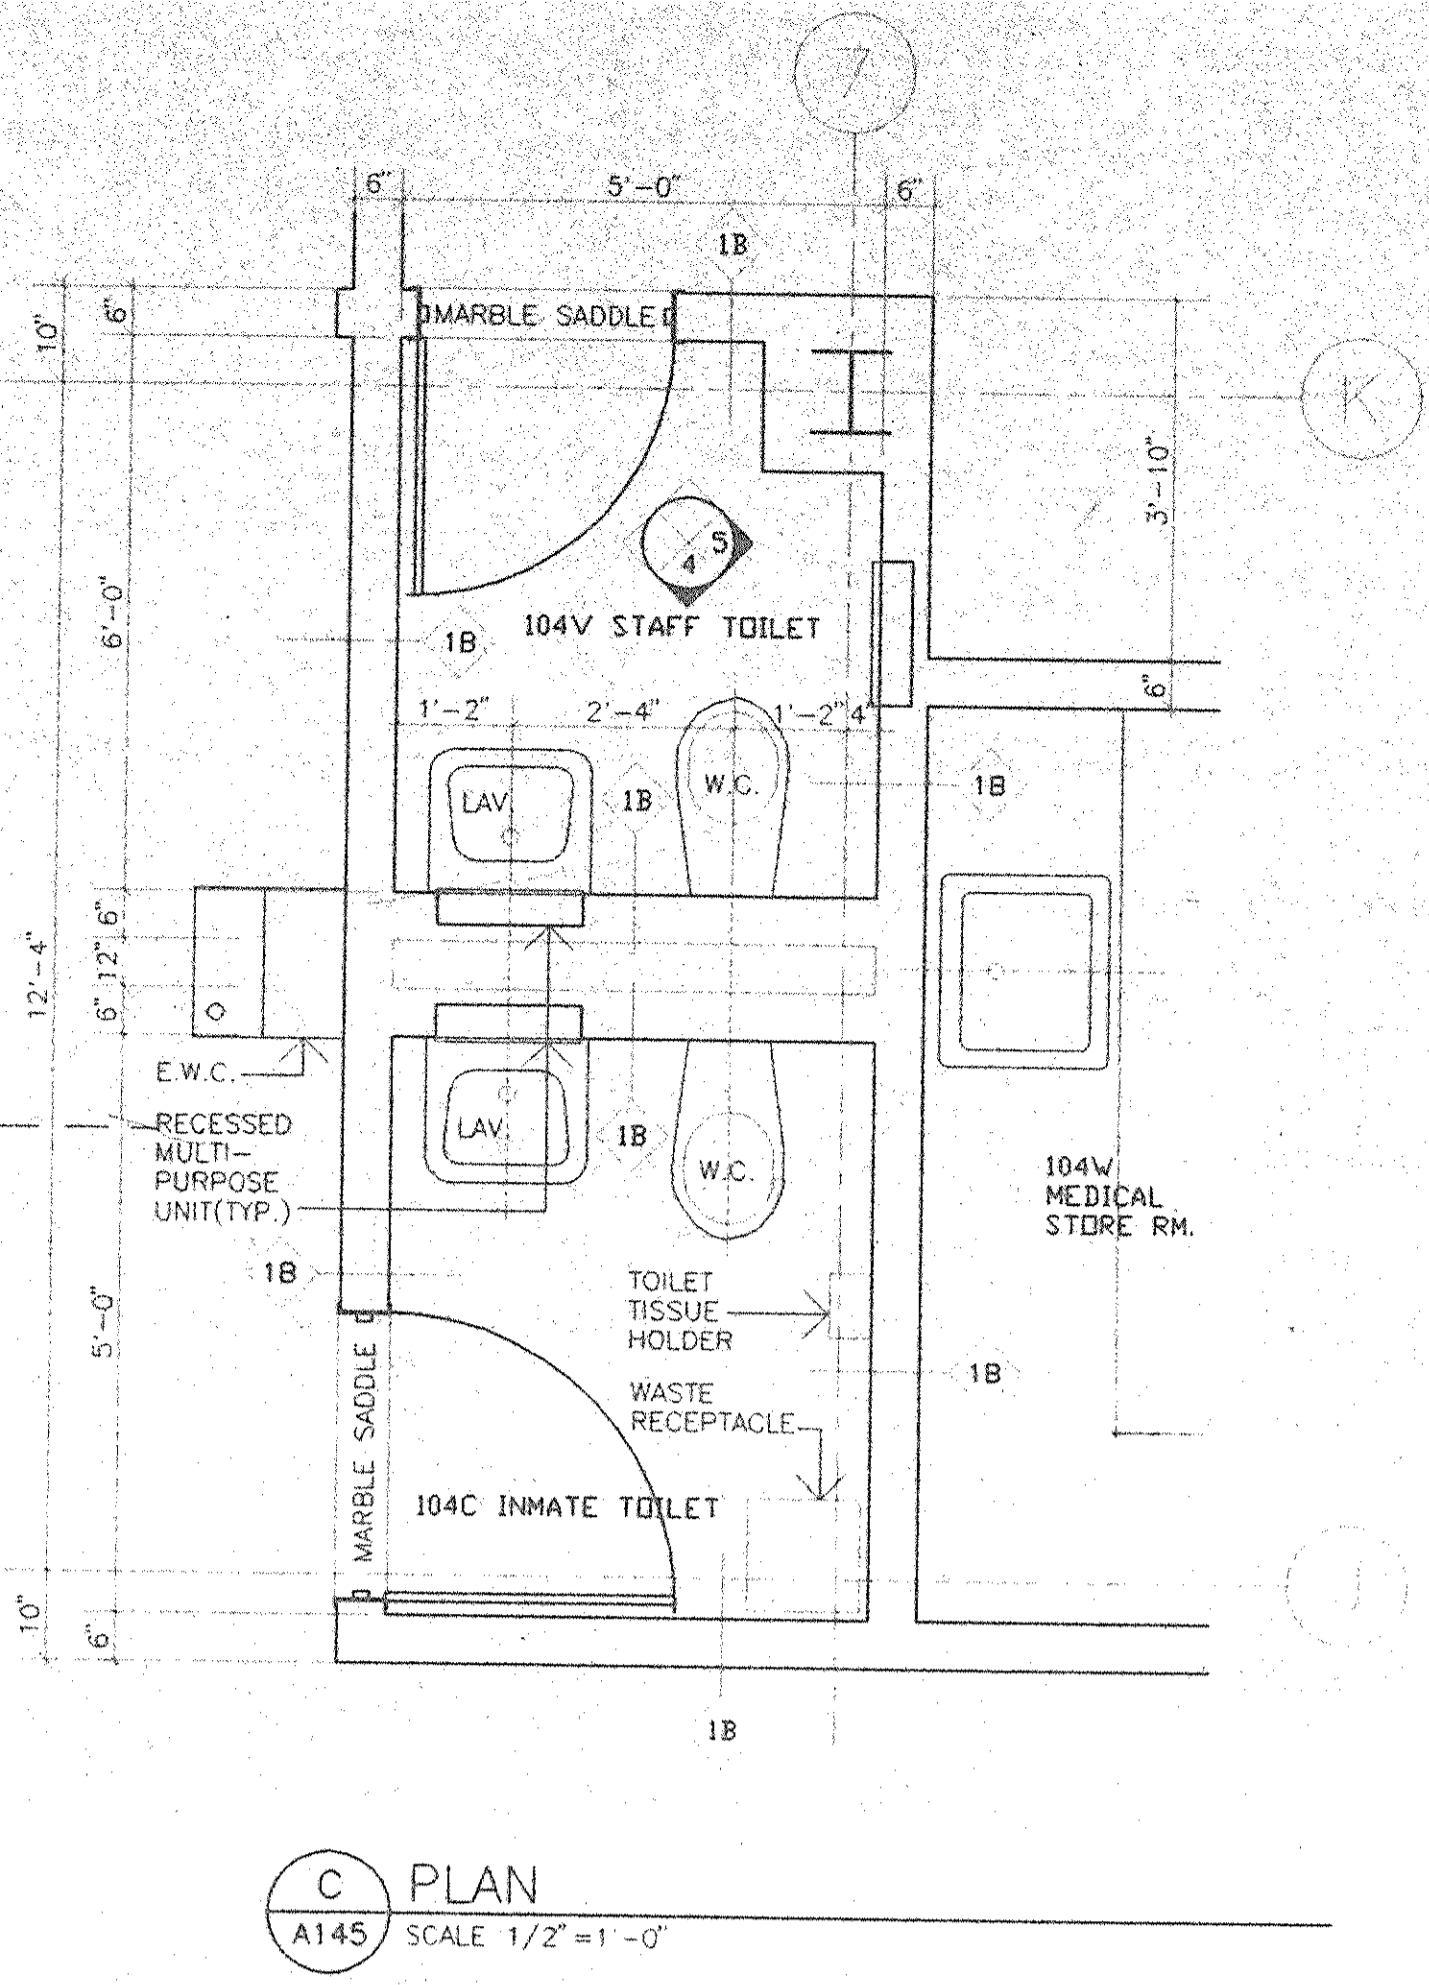 7
6"
5'-0"
6"
1B
MARBLE SADDLE
10"
6"
K
3'-10"
5
4
6'-0"
104V STAFF TOILET
1B
6"
1'-2"
2'-4"
1'-2"
4"
LAV.
1B
W.C.
1B
12'-4"
6"
12"
6"
E.W.C.
RECESSED
MULTI-
PURPOSE
UNIT(TYP.)
LAV.
1B
W.C.
104W
MEDICAL
STORE RM.
1B
TOILET
TISSUE
HOLDER
5'-0"
MARBLE SADDLE
1B
WASTE
RECEPTACLE
104C INMATE TOILET
J
10"
6"
1B
C
PLAN
A145
SCALE 1/2"=1'-0"